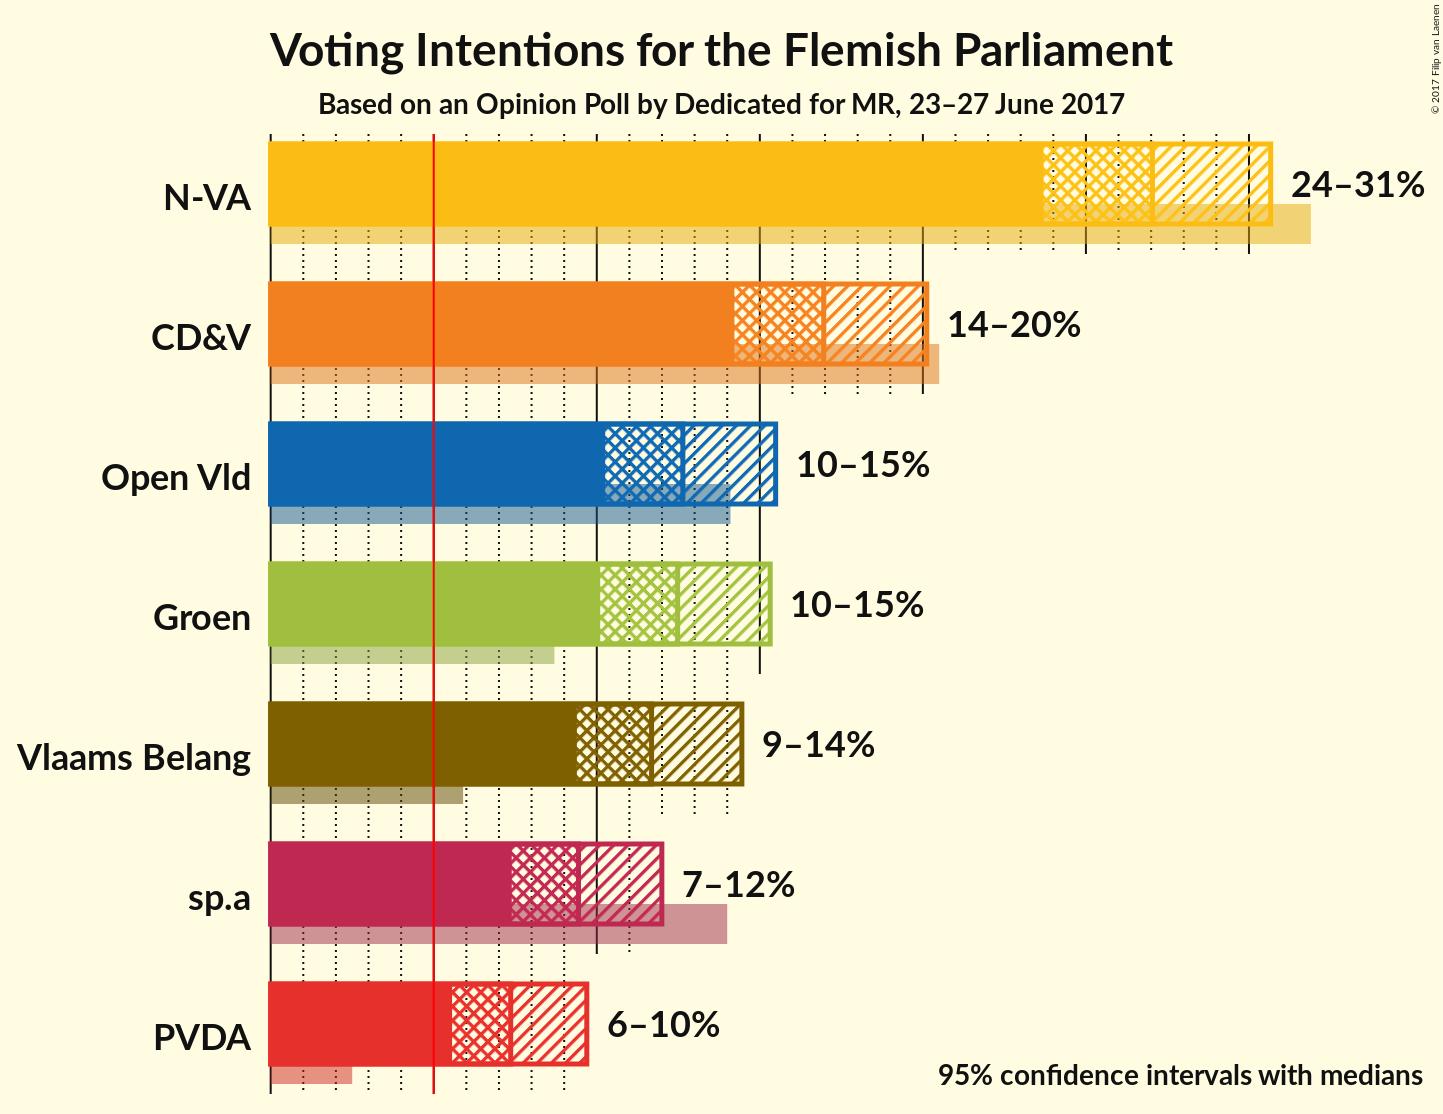 Voting Intentions for the Flemish Parliament
Based on an Opinion Poll by Dedicated for MR, 23–27 June 2017
© 2017 Filip van Laenen
N-VA
24–31%
CD&V
14–20%
Open Vld
10–15%
Groen
10–15%
Vlaams Belang
9–14%
sp.a
7–12%
PVDA
6–10%
95% confidence intervals with medians